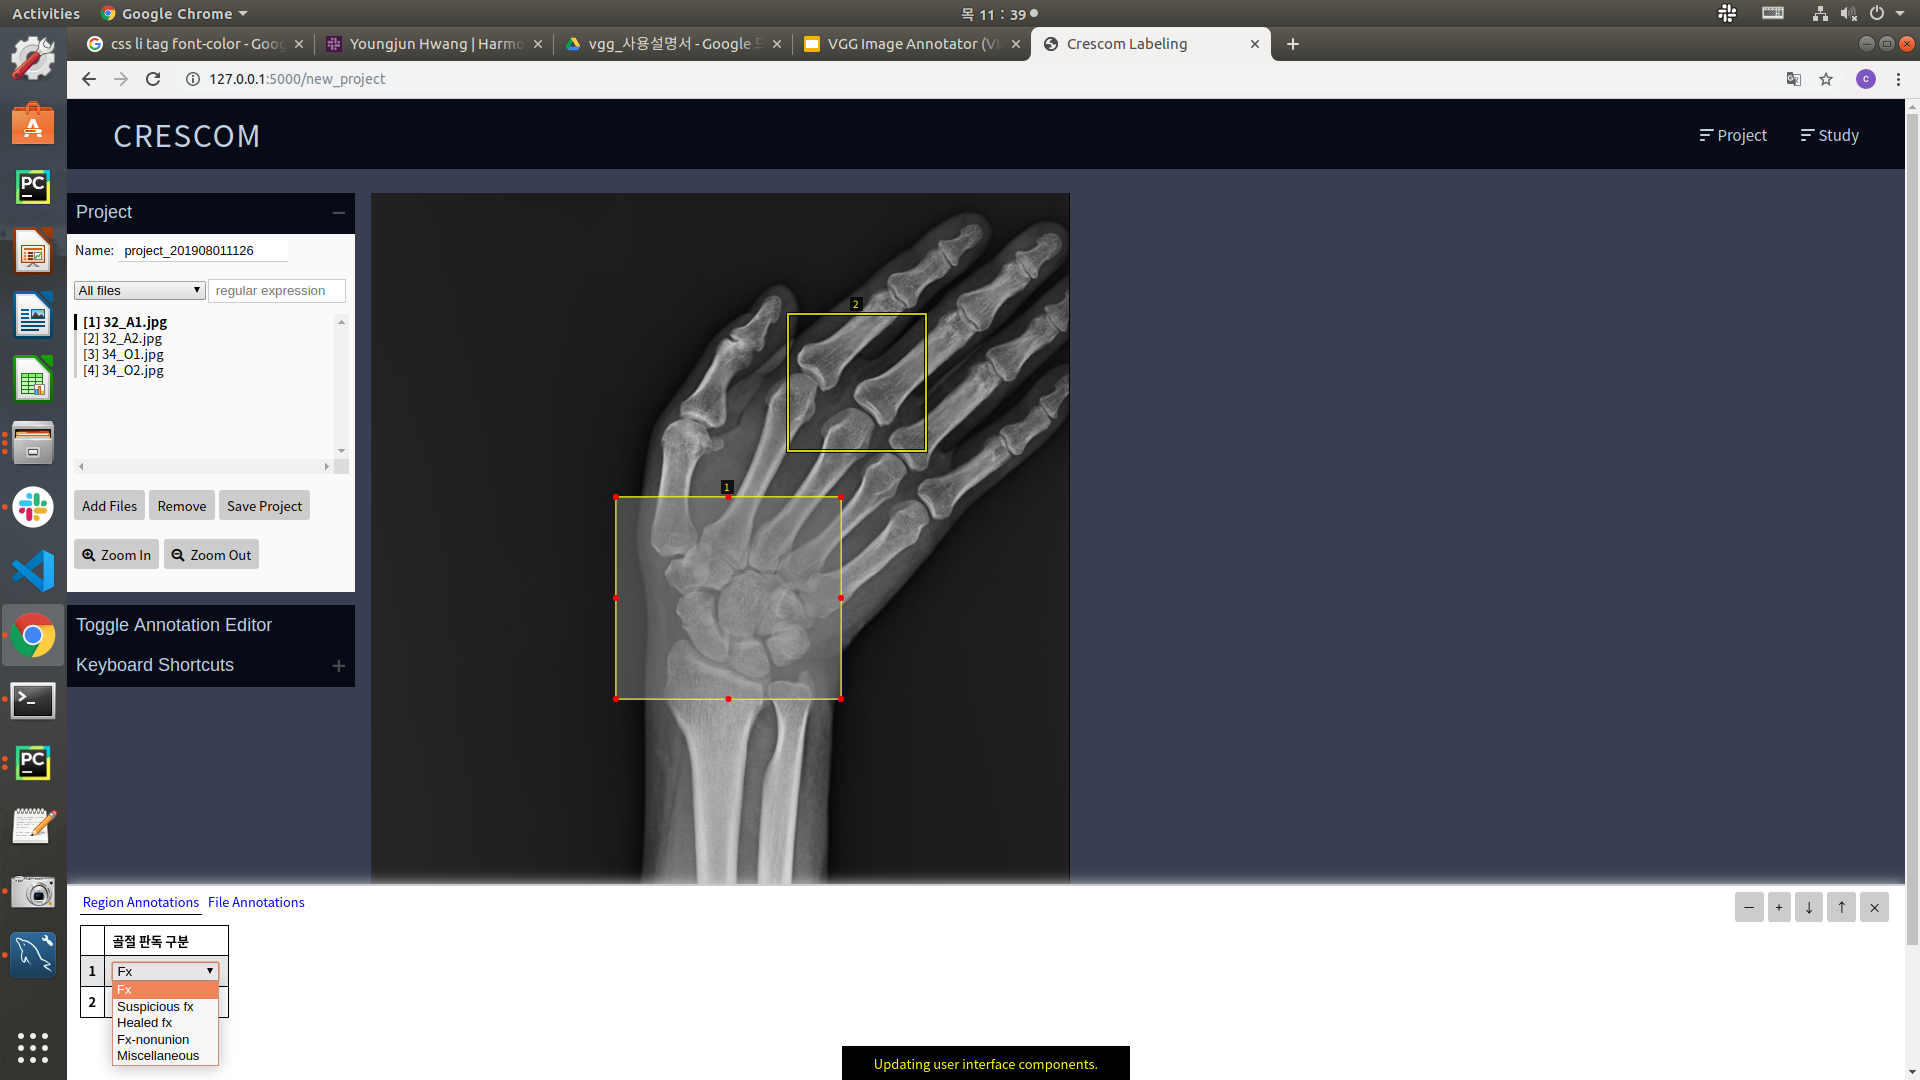 Activities
Google Chrome
목 11 : 39
css li tag font-color - Goog
Youngjun Hwang | Harmo
vgg_사용설명서 - Google 드
VGG Image Annotator (VI
Crescom Labeling
127.0.0.1:5000/new_project
c
CRESCOM
Project
Study
Project
Name: project_201908011126
All files
regular expression
[1] 32_A1.jpg
[2] 32_A2.jpg
[3] 34_O1.jpg
[4] 34_O2.jpg
Add Files
Remove
Save Project
Zoom In
Zoom Out
Toggle Annotation Editor
Keyboard Shortcuts
2
1
Region Annotations
File Annotations
골절 판독 구분
1
Fx
2
Fx
Suspicious fx
Healed fx
Fx-nonunion
Miscellaneous
Updating user interface components.
PC
PC